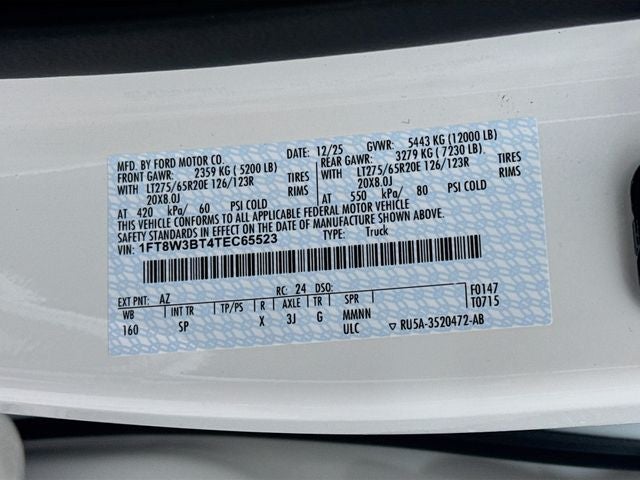 MFD. BY FORD MOTOR CO. DATE: 12/25 GVWR: 5443 KG (12000 LB)
FRONT GAWR: 2359 KG (5200 LB) REAR GAWR: 3279 KG (7230 LB)
WITH LT275/65R20E 126/123R TIRES WITH LT275/65R20E 126/123R TIRES
20X8.0J RIMS 20X8.0J RIMS
AT 420 kPa/ 60 PSI COLD AT 550 kPa/ 80 PSI COLD
THIS VEHICLE CONFORMS TO ALL APPLICABLE FEDERAL MOTOR VEHICLE
SAFETY STANDARDS IN EFFECT ON THE DATE OF MANUFACTURE SHOWN ABOVE.
VIN: 1FT8W3BT4TEC65523 TYPE: Truck
EXT PNT: AZ RC: 24 DSO: F0147
WB INT TR TP/PS R AXLE TR SPR T0715
160 SP X 3J G MMNN
ULC RU5A-3520472-AB